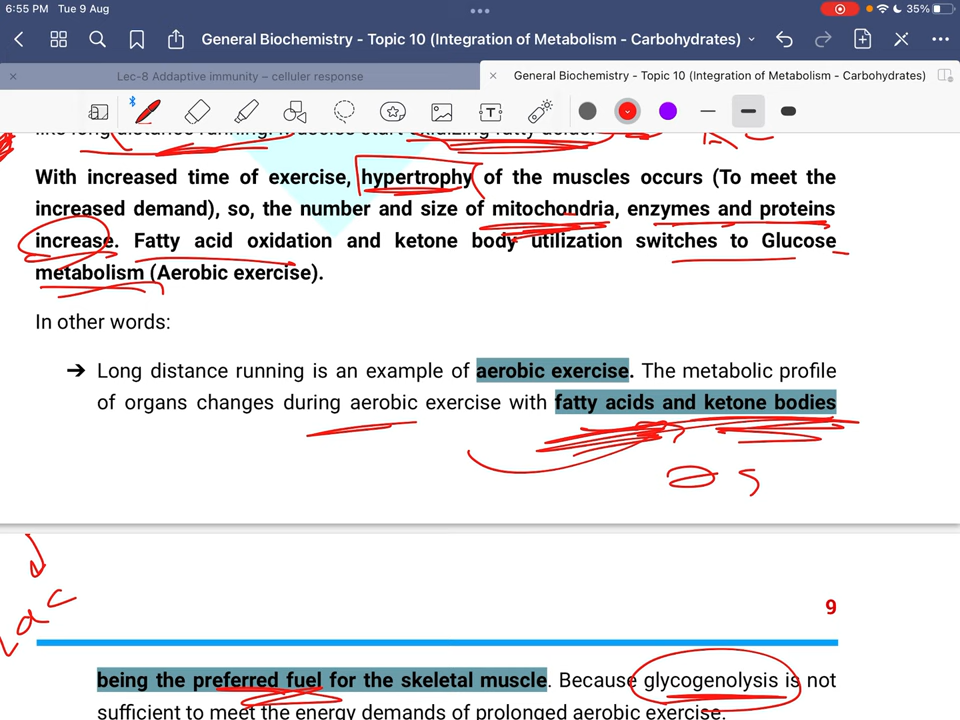 6:55 PM Tue 9 Aug
35%
General Biochemistry - Topic 10 (Integration of Metabolism - Carbohydrates)
Lec-8 Addaptive immunity – celluler response
General Biochemistry - Topic 10 (Integration of Metabolism - Carbohydrates)
With increased time of exercise, hypertrophy of the muscles occurs (To meet the
increased demand), so, the number and size of mitochondria, enzymes and proteins
increase. Fatty acid oxidation and ketone body utilization switches to Glucose
metabolism (Aerobic exercise).
In other words:
➔ Long distance running is an example of aerobic exercise. The metabolic profile
of organs changes during aerobic exercise with fatty acids and ketone bodies
9
being the preferred fuel for the skeletal muscle. Because glycogenolysis is not
sufficient to meet the energy demands of prolonged aerobic exercise.